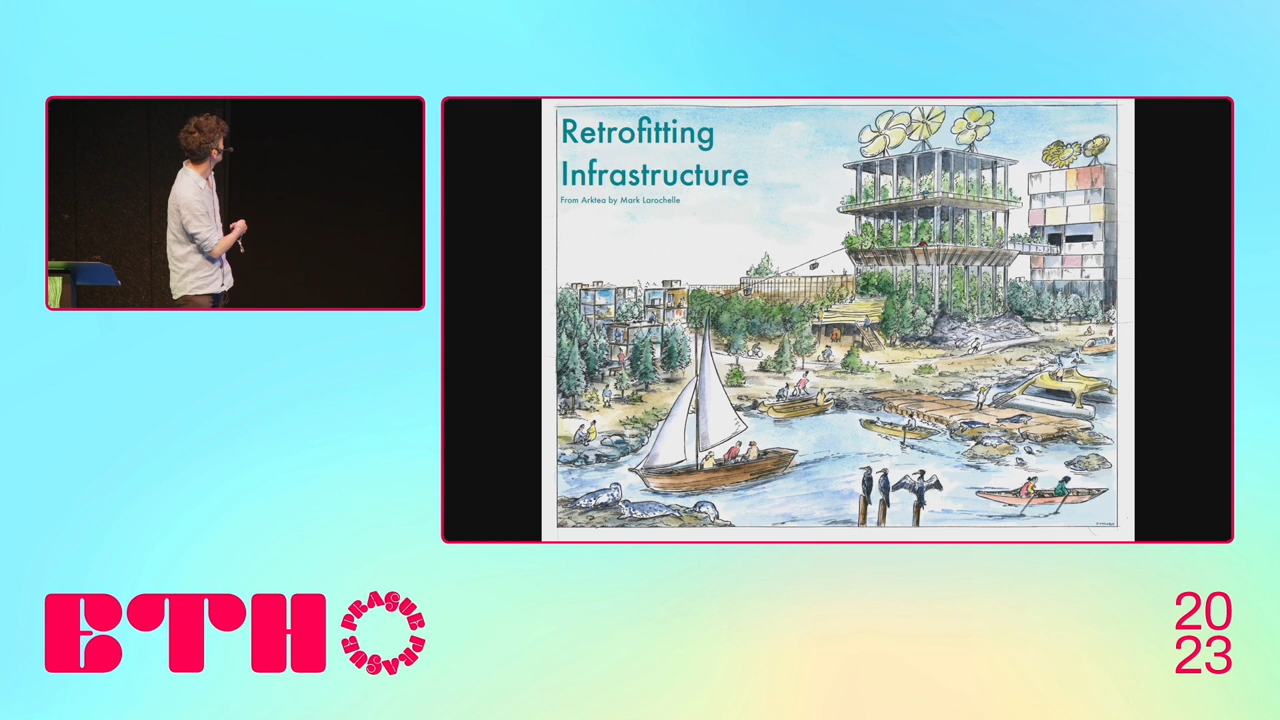 Retrofitting
Infrastructure
From Arktea by Mark Larochelle
ETH
PRAGUE PRAGUE
20
23